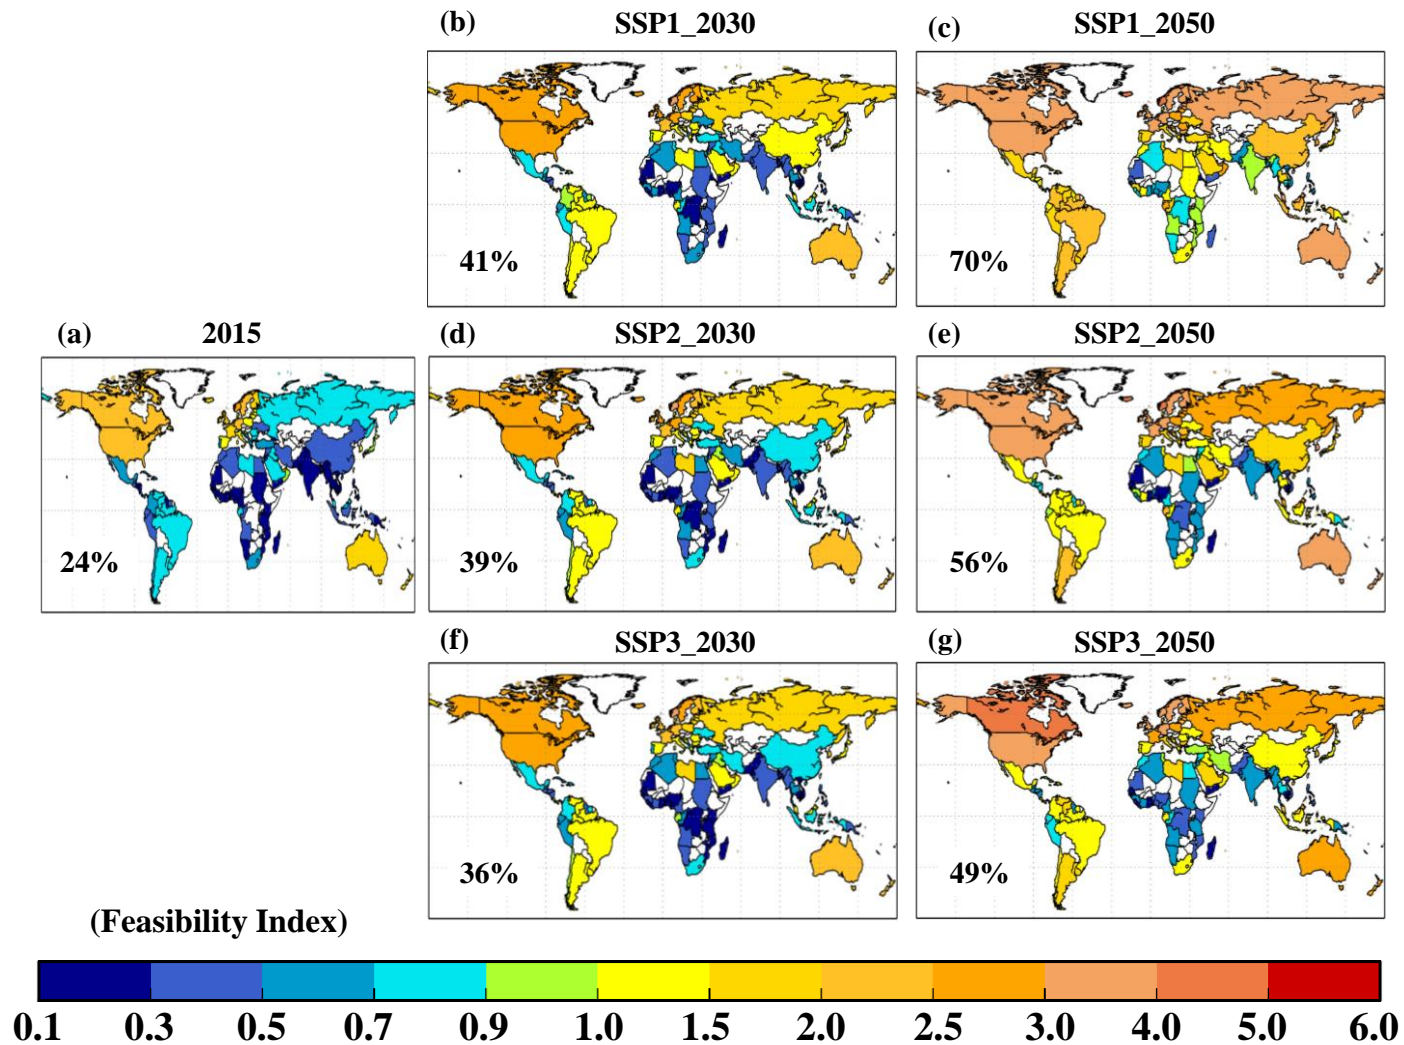 (b) SSP1_2030
(c) SSP1_2050
41%
70%
(a) 2015
(d) SSP2_2030
(e) SSP2_2050
24%
39%
56%
(f) SSP3_2030
(g) SSP3_2050
36%
49%
(Feasibility Index)
0.1 0.3 0.5 0.7 0.9 1.0 1.5 2.0 2.5 3.0 4.0 5.0 6.0